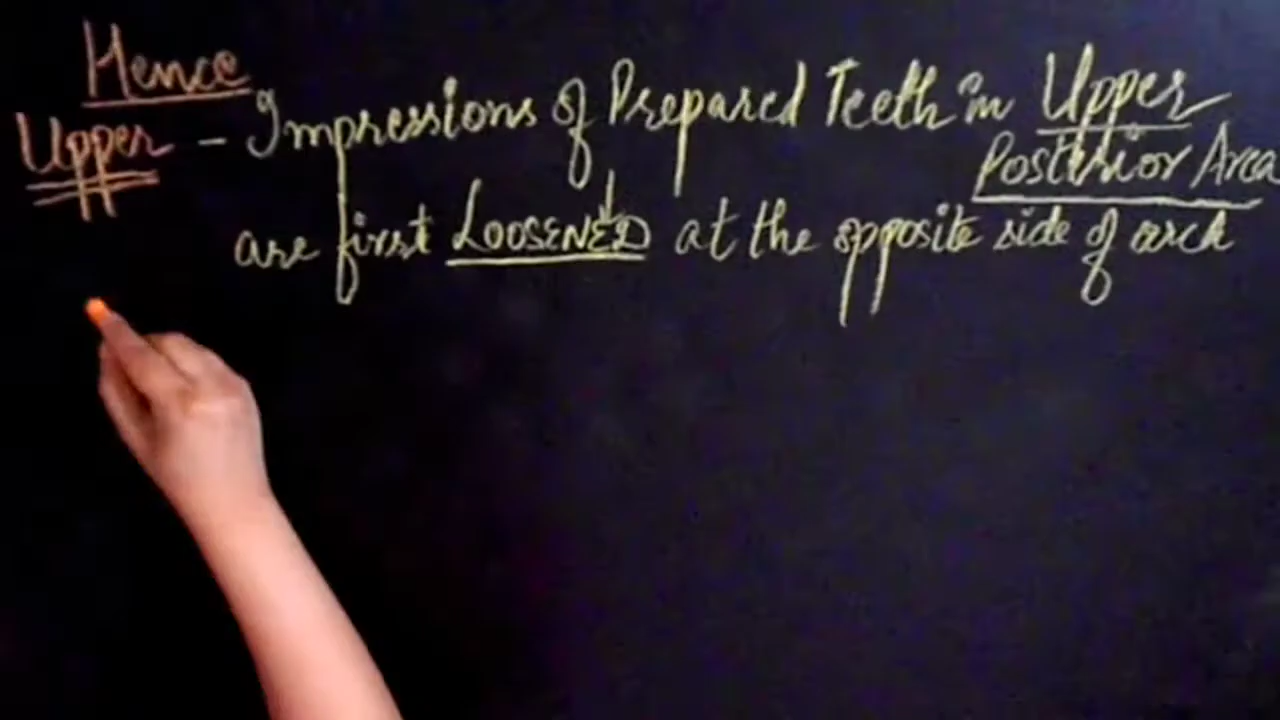 Hence
Upper - Impressions of Prepared Teeth in Upper
Posterior Area
are first LOOSENED at the opposite side of arch